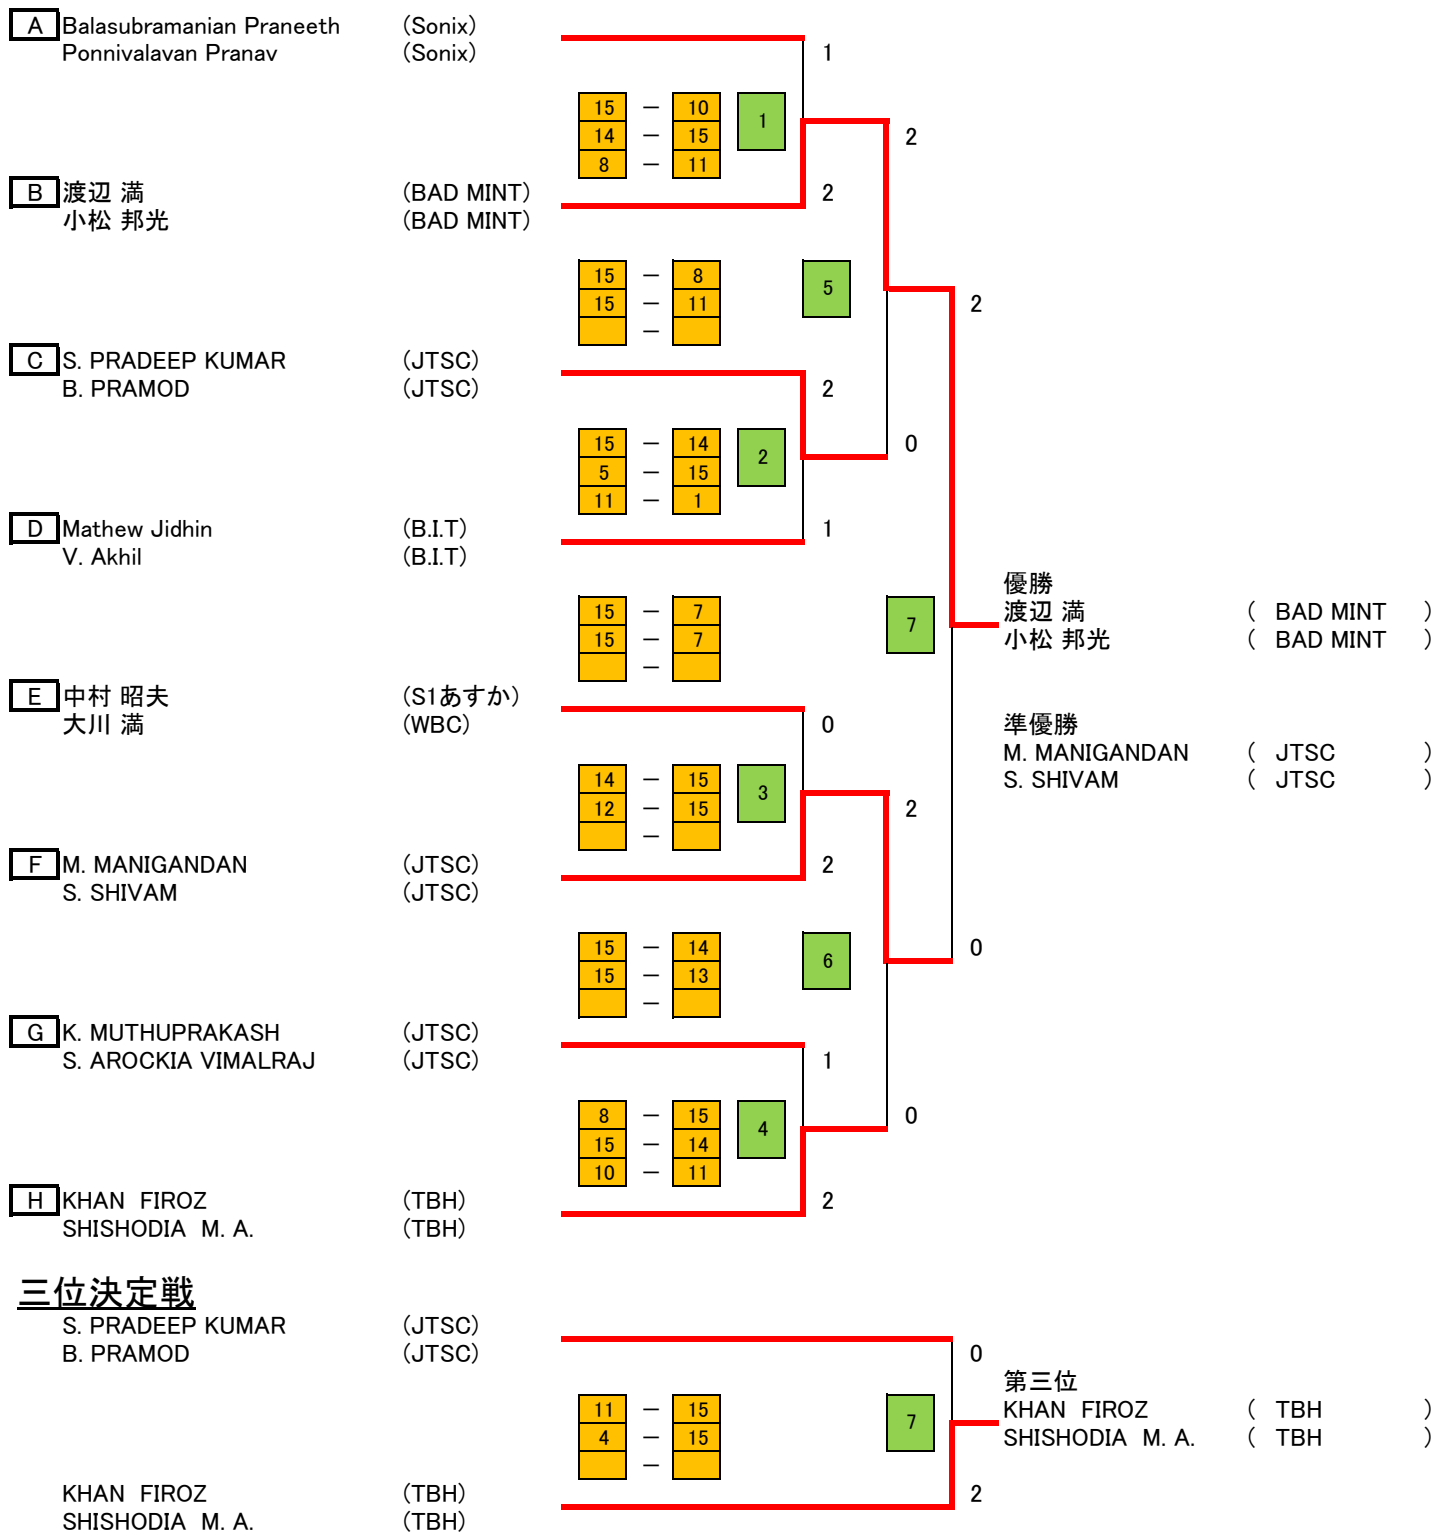 A Balasubramanian Praneeth (Sonix)
Ponnivalavan Pranav (Sonix) 1
15 － 10 1
14 － 15 2
8 － 11
B 渡辺 満 (BAD MINT) 2
小松 邦光 (BAD MINT)
15 － 8 5
15 － 11 2
－
C S. PRADEEP KUMAR (JTSC)
B. PRAMOD (JTSC) 2
15 － 14 2 0
5 － 15
11 － 1
D Mathew Jidhin (B.I.T) 1
V. Akhil (B.I.T)
優勝
15 － 7 7 渡辺 満 ( BAD MINT )
15 － 7 小松 邦光 ( BAD MINT )
－
E 中村 昭夫 (S1あすか)
大川 満 (WBC) 0 準優勝
M. MANIGANDAN ( JTSC )
14 － 15 3 S. SHIVAM ( JTSC )
12 － 15 2
－
F M. MANIGANDAN (JTSC) 2
S. SHIVAM (JTSC)
15 － 14 6 0
15 － 13
－
G K. MUTHUPRAKASH (JTSC)
S. AROCKIA VIMALRAJ (JTSC) 1
8 － 15 4 0
15 － 14
10 － 11
H KHAN FIROZ (TBH) 2
SHISHODIA M. A. (TBH)
三位決定戦
S. PRADEEP KUMAR (JTSC)
B. PRAMOD (JTSC) 0
第三位
11 － 15 7 KHAN FIROZ ( TBH )
4 － 15 SHISHODIA M. A. ( TBH )
－
KHAN FIROZ (TBH) 2
SHISHODIA M. A. (TBH)